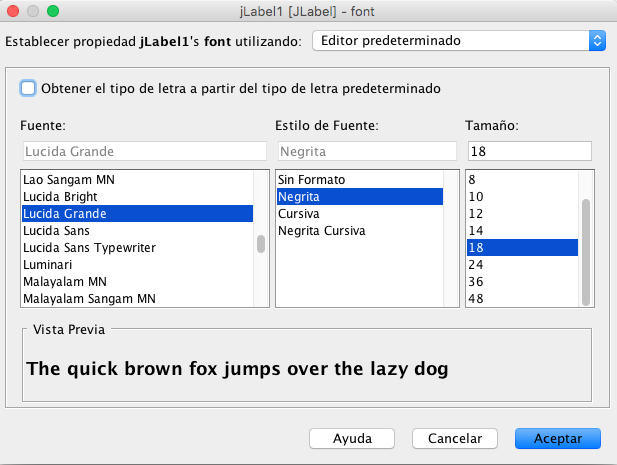 jLabel1 [JLabel] - font
Establecer propiedad jLabel1's font utilizando: Editor predeterminado
Obtener el tipo de letra a partir del tipo de letra predeterminado
Fuente: Estilo de Fuente: Tamaño:
Lucida Grande Negrita 18
Lao Sangam MN Sin Formato 8
Lucida Bright Negrita 10
Lucida Grande Cursiva 12
Lucida Sans Negrita Cursiva 14
Lucida Sans Typewriter 18
Luminari 24
Malayalam MN 36
Malayalam Sangam MN 48
Vista Previa
The quick brown fox jumps over the lazy dog
Ayuda Cancelar Aceptar